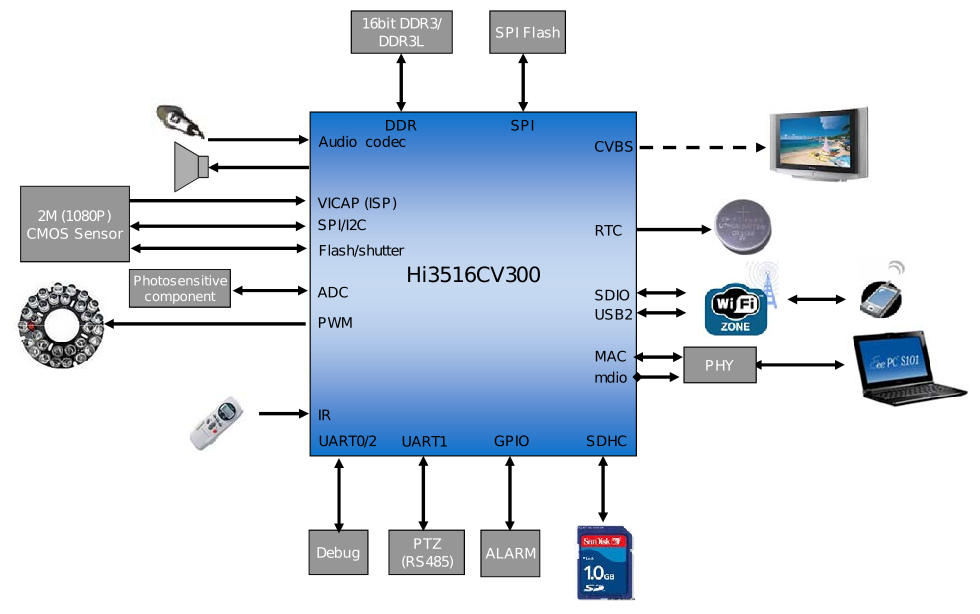 16bit DDR3/
DDR3L
SPI Flash
DDR
SPI
Audio codec
CVBS
2M (1080P)
CMOS Sensor
VICAP (ISP)
SPI/I2C
Flash/shutter
RTC
Hi3516CV300
Photosensitive
component
ADC
PWM
SDIO
USB2
Wi Fi
ZONE
MAC
mdio
PHY
Eee PC S101
IR
UART0/2
UART1
GPIO
SDHC
Debug
PTZ
(RS485)
ALARM
SanDisk
Lock
1.0GB
SD